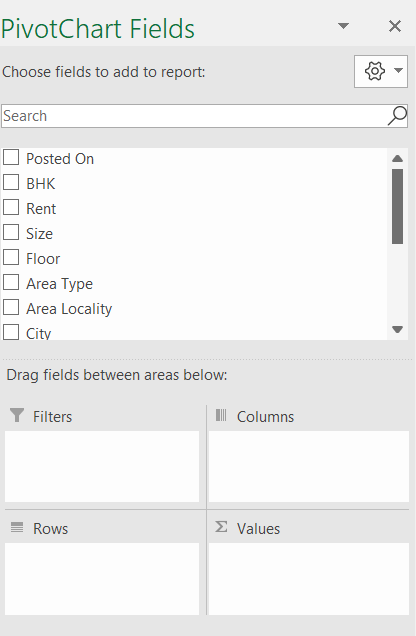 PivotChart Fields
Choose fields to add to report:
Search
Posted On
BHK
Rent
Size
Floor
Area Type
Area Locality
City
Drag fields between areas below:
Filters
Columns
Rows
Σ Values